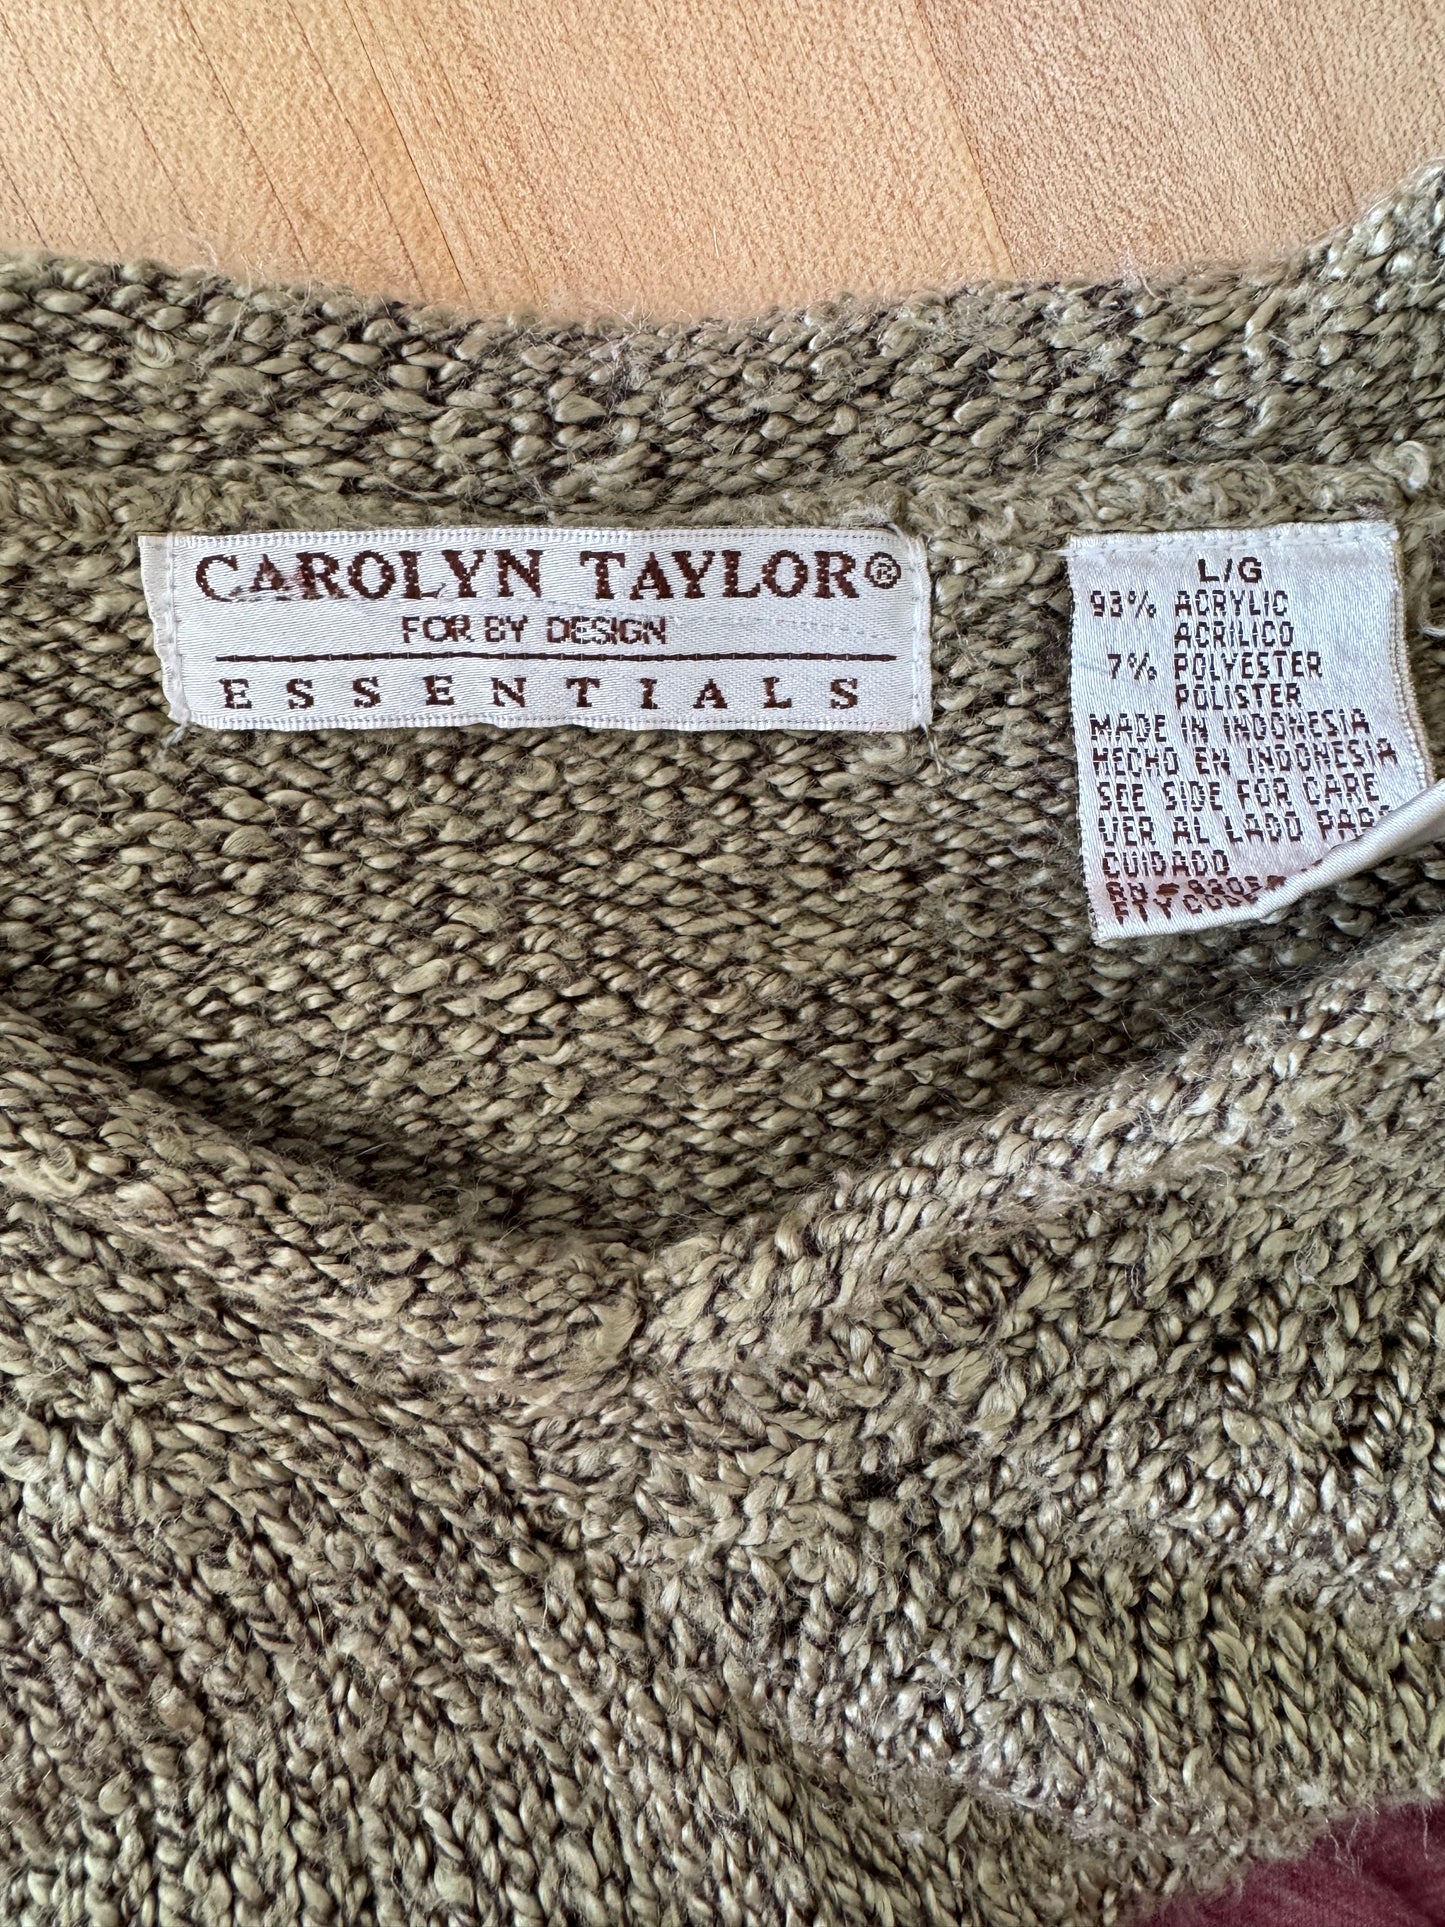 CAROLYN TAYLOR®
FOR BY DESIGN
ESSENTIALS
L/G
93% ACRYLIC
ACRILICO
7% POLYESTER
POLISTER
MADE IN INDONESIA
HECHO EN INDONESIA
SEE SIDE FOR CARE
VER AL LADO
CUIDADO
RN